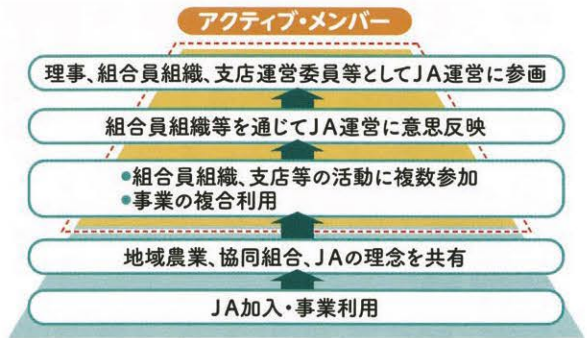 アクティブ・メンバー
理事、組合員組織、支店運営委員等としてJA運営に参画
組合員組織等を通じてJA運営に意思反映
●組合員組織、支店等の活動に複数参加
●事業の複合利用
地域農業、協同組合、JAの理念を共有
JA加入・事業利用